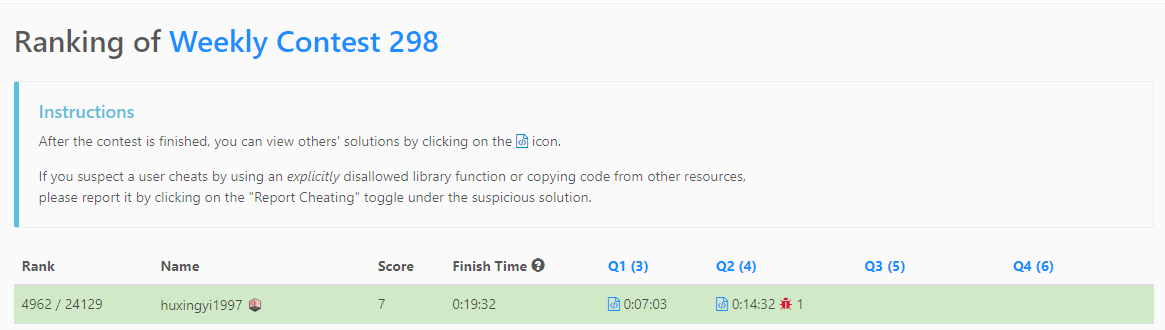 Ranking of Weekly Contest 298
Instructions
After the contest is finished, you can view others' solutions by clicking on the icon.
If you suspect a user cheats by using an explicitly disallowed library function or copying code from other resources,
please report it by clicking on the "Report Cheating" toggle under the suspicious solution.
Rank Name Score Finish Time Q1 (3) Q2 (4) Q3 (5) Q4 (6)
4962 / 24129 huxingyi1997 7 0:19:32 0:07:03 0:14:32 1